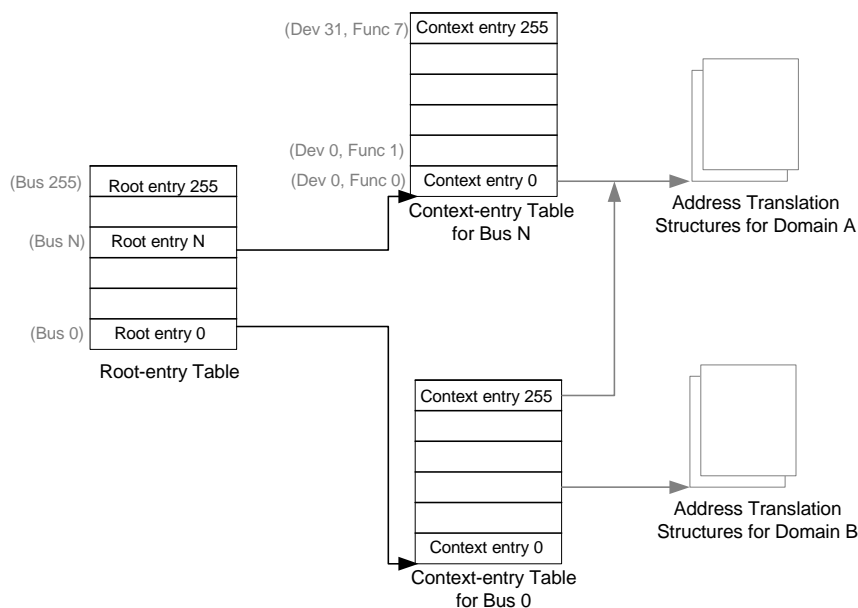 (Dev 31, Func 7)
Context entry 255
(Dev 0, Func 1)
(Dev 0, Func 0)
Context entry 0
Context-entry Table
for Bus N
Address Translation
Structures for Domain A
(Bus 255)
Root entry 255
(Bus N)
Root entry N
(Bus 0)
Root entry 0
Root-entry Table
Context entry 255
Context entry 0
Context-entry Table
for Bus 0
Address Translation
Structures for Domain B